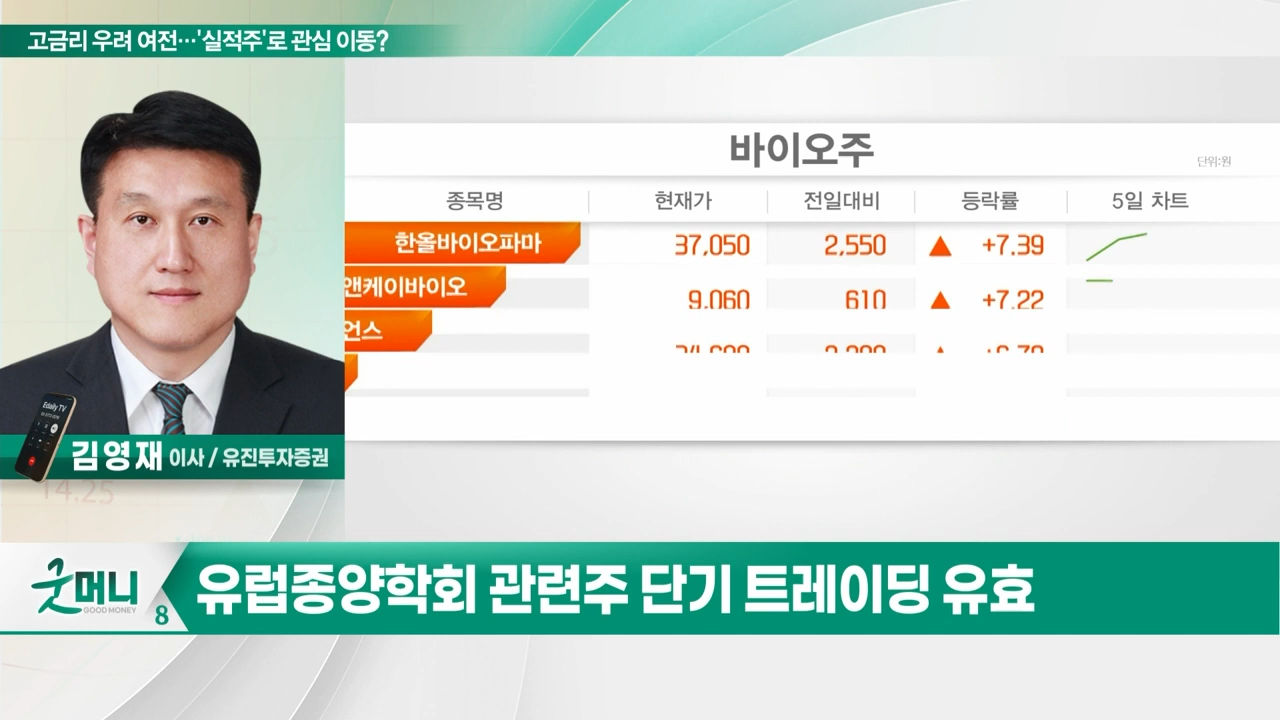 고금리 우려 여전…'실적주'로 관심 이동?
바이오주
단위:원
종목명 현재가 전일대비 등락률 5일 차트
한올바이오파마 37,050 2,550 ▲ +7.39
앤케이바이오 9,060 610 ▲ +7.22
언스
Edaily TV
김영재 이사 / 유진투자증권
14.25
굿머니 GOOD MONEY 8
유럽종양학회 관련주 단기 트레이딩 유효